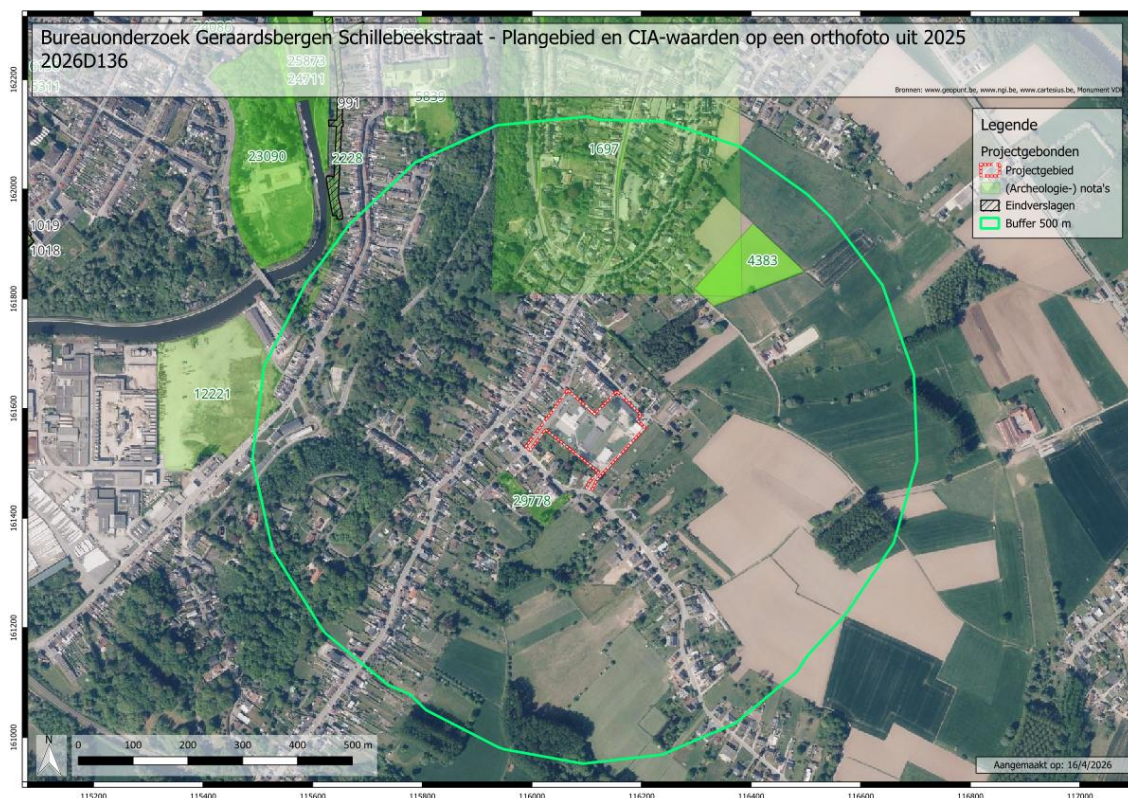 Bureauonderzoek Geraardsbergen Schillebeekstraat - Plangebied en CIA-waarden op een orthofoto uit 2025
2026D136
Bronnen: www.geopunt.be, www.ngi.be, www.cartesius.be, Monument VDK
Legende
Projectgebonden
Projectgebied
(Archeologie-) nota's
Eindverslagen
Buffer 500 m
25873
24711
991
5839
23090
2228
1697
1019
1018
4383
12221
29778
162200
162000
161800
161600
161400
161200
161000
N
0 100 200 300 400 500 m
Aangemaakt op: 16/4/2026
115200 115400 115600 115800 116000 116200 116400 116600 116800 117000